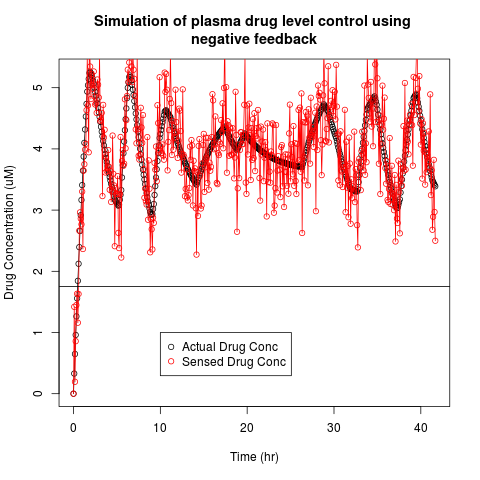 Simulation of plasma drug level control using
negative feedback
Drug Concentration (uM)
5
4
3
2
1
0
Actual Drug Conc
Sensed Drug Conc
0 10 20 30 40
Time (hr)